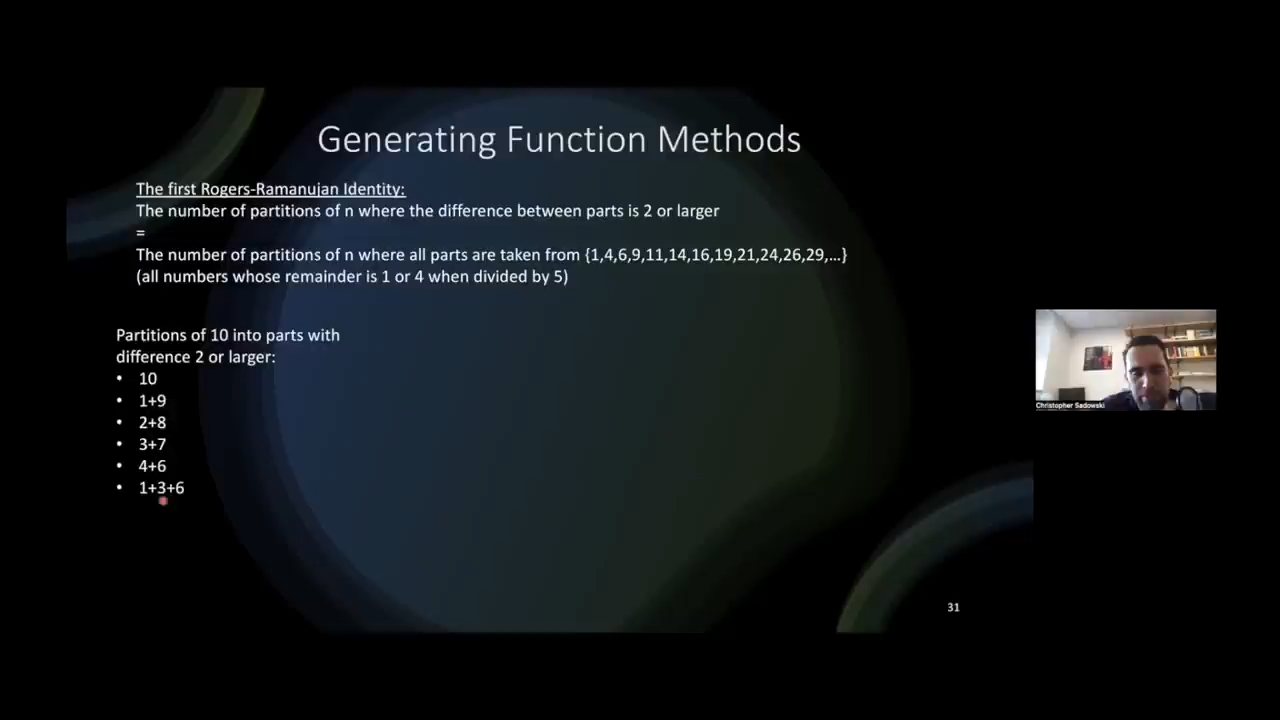 Generating Function Methods
The first Rogers-Ramanujan Identity:
The number of partitions of n where the difference between parts is 2 or larger
=
The number of partitions of n where all parts are taken from {1,4,6,9,11,14,16,19,21,24,26,29,...}
(all numbers whose remainder is 1 or 4 when divided by 5)
Partitions of 10 into parts with
difference 2 or larger:
• 10
• 1+9
• 2+8
• 3+7
• 4+6
• 1+3+6
Christopher Sadowski
31